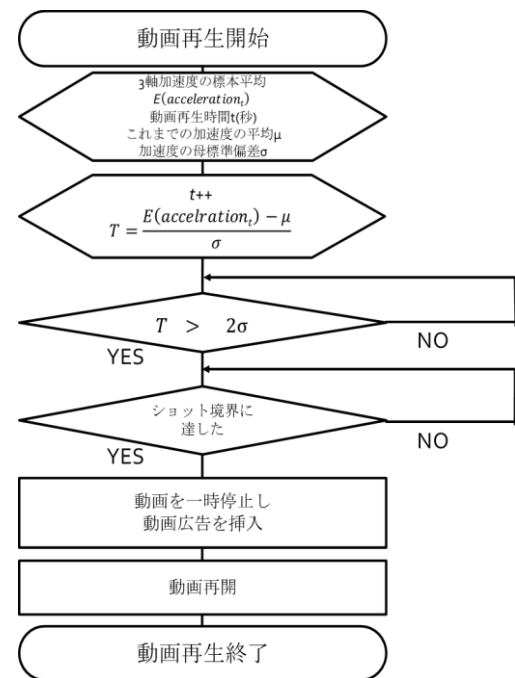 動画再生開始
3軸加速度の標本平均
E(acceleration_t)
動画再生時間t(秒)
これまでの加速度の平均μ
加速度の母標準偏差σ
t++
T = (E(accelration_t) − μ) / σ
T > 2σ
YES
NO
ショット境界に
達した
YES
NO
動画を一時停止し
動画広告を挿入
動画再開
動画再生終了